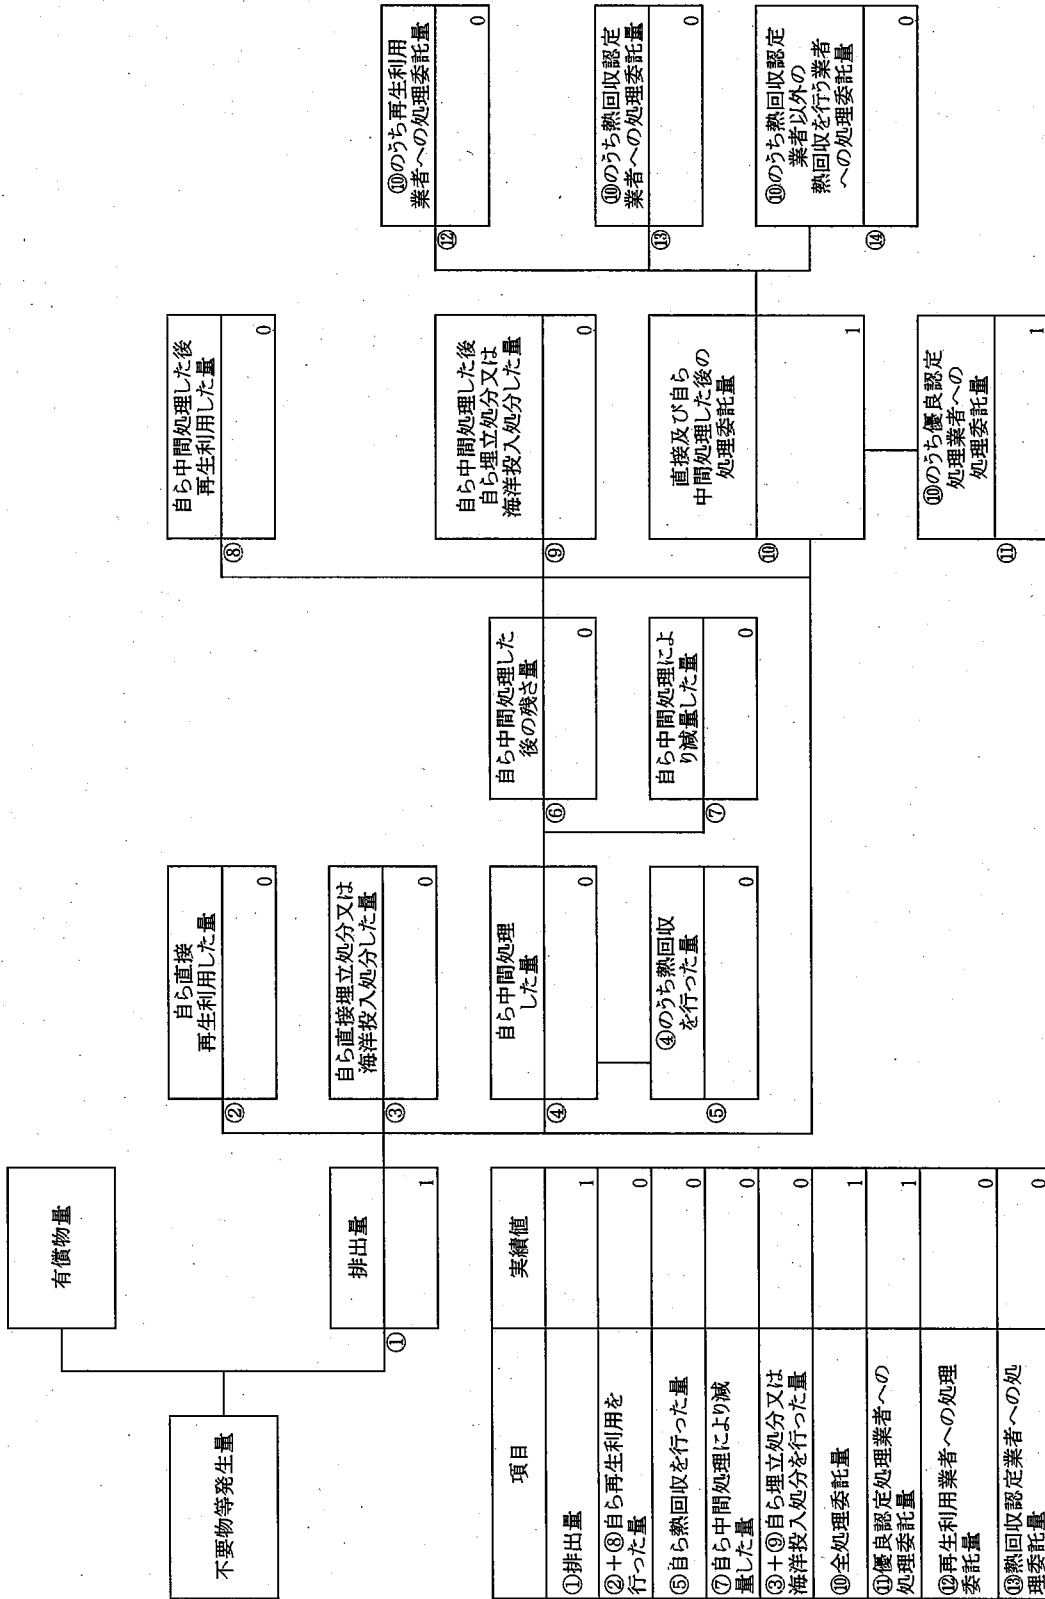 不要物等発生量
有償物量
①
排出量
1
②
自ら直接
再生利用した量
0
③
自ら直接埋立処分又は
海洋投入処分した量
0
④
自ら中間処理
した量
0
⑤
④のうち熱回収
を行った量
0
⑥
自ら中間処理した
後の残さ量
0
⑦
自ら中間処理によ
り減量した量
0
⑧
自ら中間処理した後
再生利用した量
0
⑨
自ら中間処理した後
自ら埋立処分又は
海洋投入処分した量
0
⑩
直接及び自ら
中間処理した後の
処理委託量
1
⑪
⑩のうち優良認定
処理業者への
処理委託量
1
⑫
⑩のうち再生利用
業者への処理委託量
0
⑬
⑩のうち熱回収認定
業者への処理委託量
0
⑭
⑩のうち熱回収認定
業者以外の
熱回収を行う業者
への処理委託量
0
項目 実績値
①排出量 1
②+⑧自ら再生利用を
行った量 0
⑤自ら熱回収を行った量 0
⑦自ら中間処理により減
量した量 0
③+⑨自ら埋立処分又は
海洋投入処分を行った量 0
⑩全処理委託量 1
⑪優良認定処理業者への
処理委託量 1
⑫再生利用業者への処理
委託量 0
⑬熱回収認定業者への処
理委託量 0